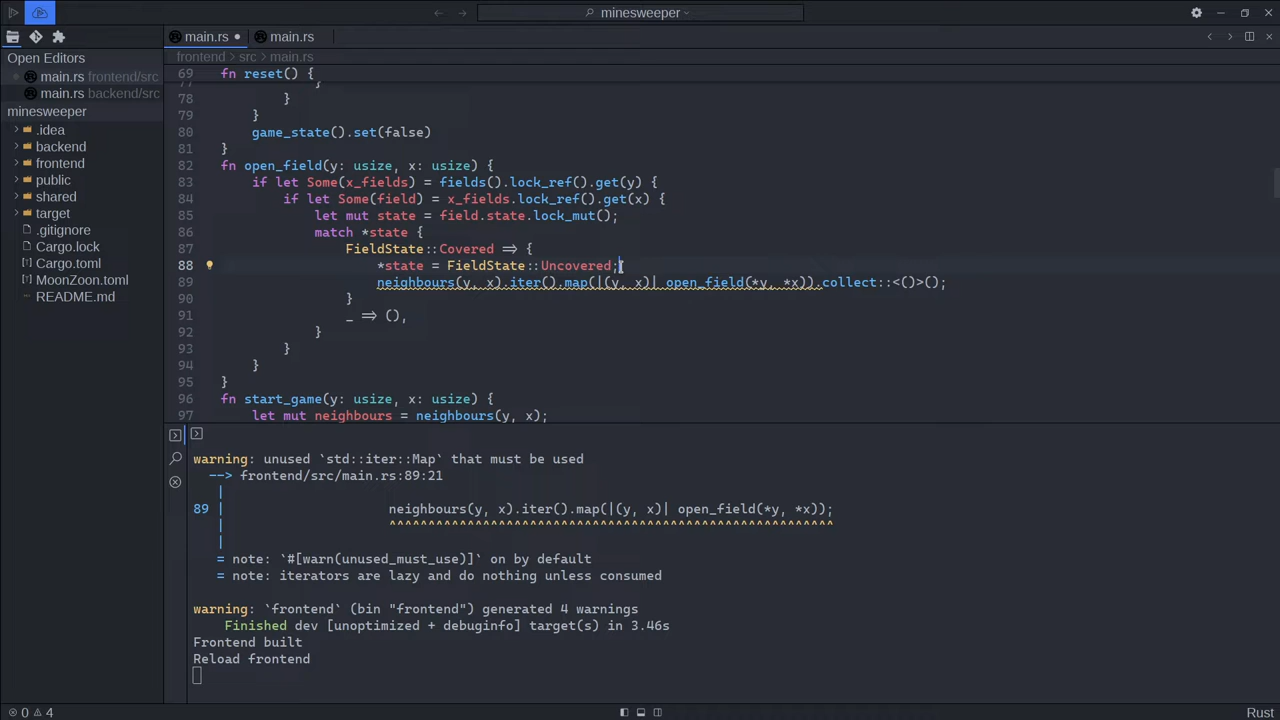 minesweeper
main.rs
main.rs
Open Editors
main.rs frontend/src
main.rs backend/src
minesweeper
.idea
backend
frontend
public
shared
target
.gitignore
Cargo.lock
Cargo.toml
MoonZoon.toml
README.md
frontend > src > main.rs
69 fn reset() {
77 }
78 }
79 }
80 game_state().set(false)
81 }
82 fn open_field(y: usize, x: usize) {
83 if let Some(x_fields) = fields().lock_ref().get(y) {
84 if let Some(field) = x_fields.lock_ref().get(x) {
85 let mut state = field.state.lock_mut();
86 match *state {
87 FieldState::Covered => {
88 *state = FieldState::Uncovered;
89 neighbours(y, x).iter().map(|(y, x)| open_field(*y, *x)).collect::<()>();
90 }
91 _ => (),
92 }
93 }
94 }
95 }
96 fn start_game(y: usize, x: usize) {
97 let mut neighbours = neighbours(y, x);
warning: unused `std::iter::Map` that must be used
--> frontend/src/main.rs:89:21
|
89 | neighbours(y, x).iter().map(|(y, x)| open_field(*y, *x));
| ^^^^^^^^^^^^^^^^^^^^^^^^^^^^^^^^^^^^^^^^^^^^^^^^^^^^^^^^^
|
= note: `#[warn(unused_must_use)]` on by default
= note: iterators are lazy and do nothing unless consumed
warning: `frontend` (bin "frontend") generated 4 warnings
Finished dev [unoptimized + debuginfo] target(s) in 3.46s
Frontend built
Reload frontend
0 4
Rust